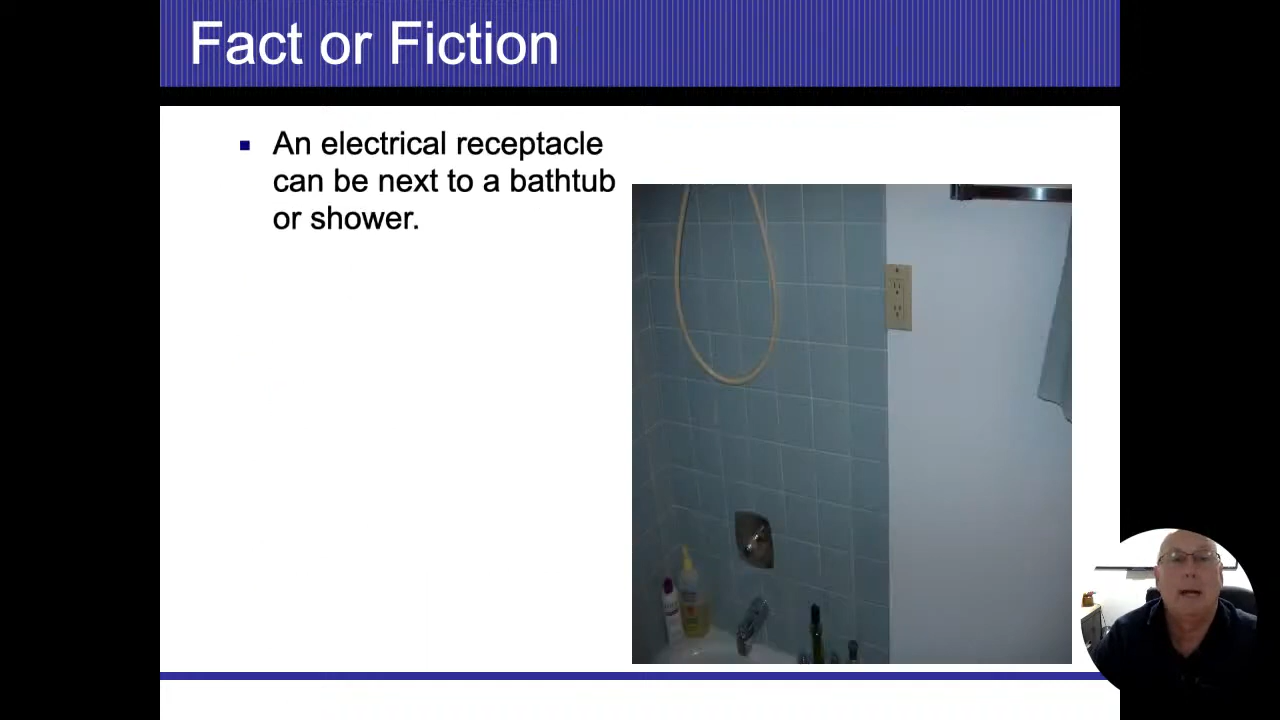 Fact or Fiction
An electrical receptacle
can be next to a bathtub
or shower.